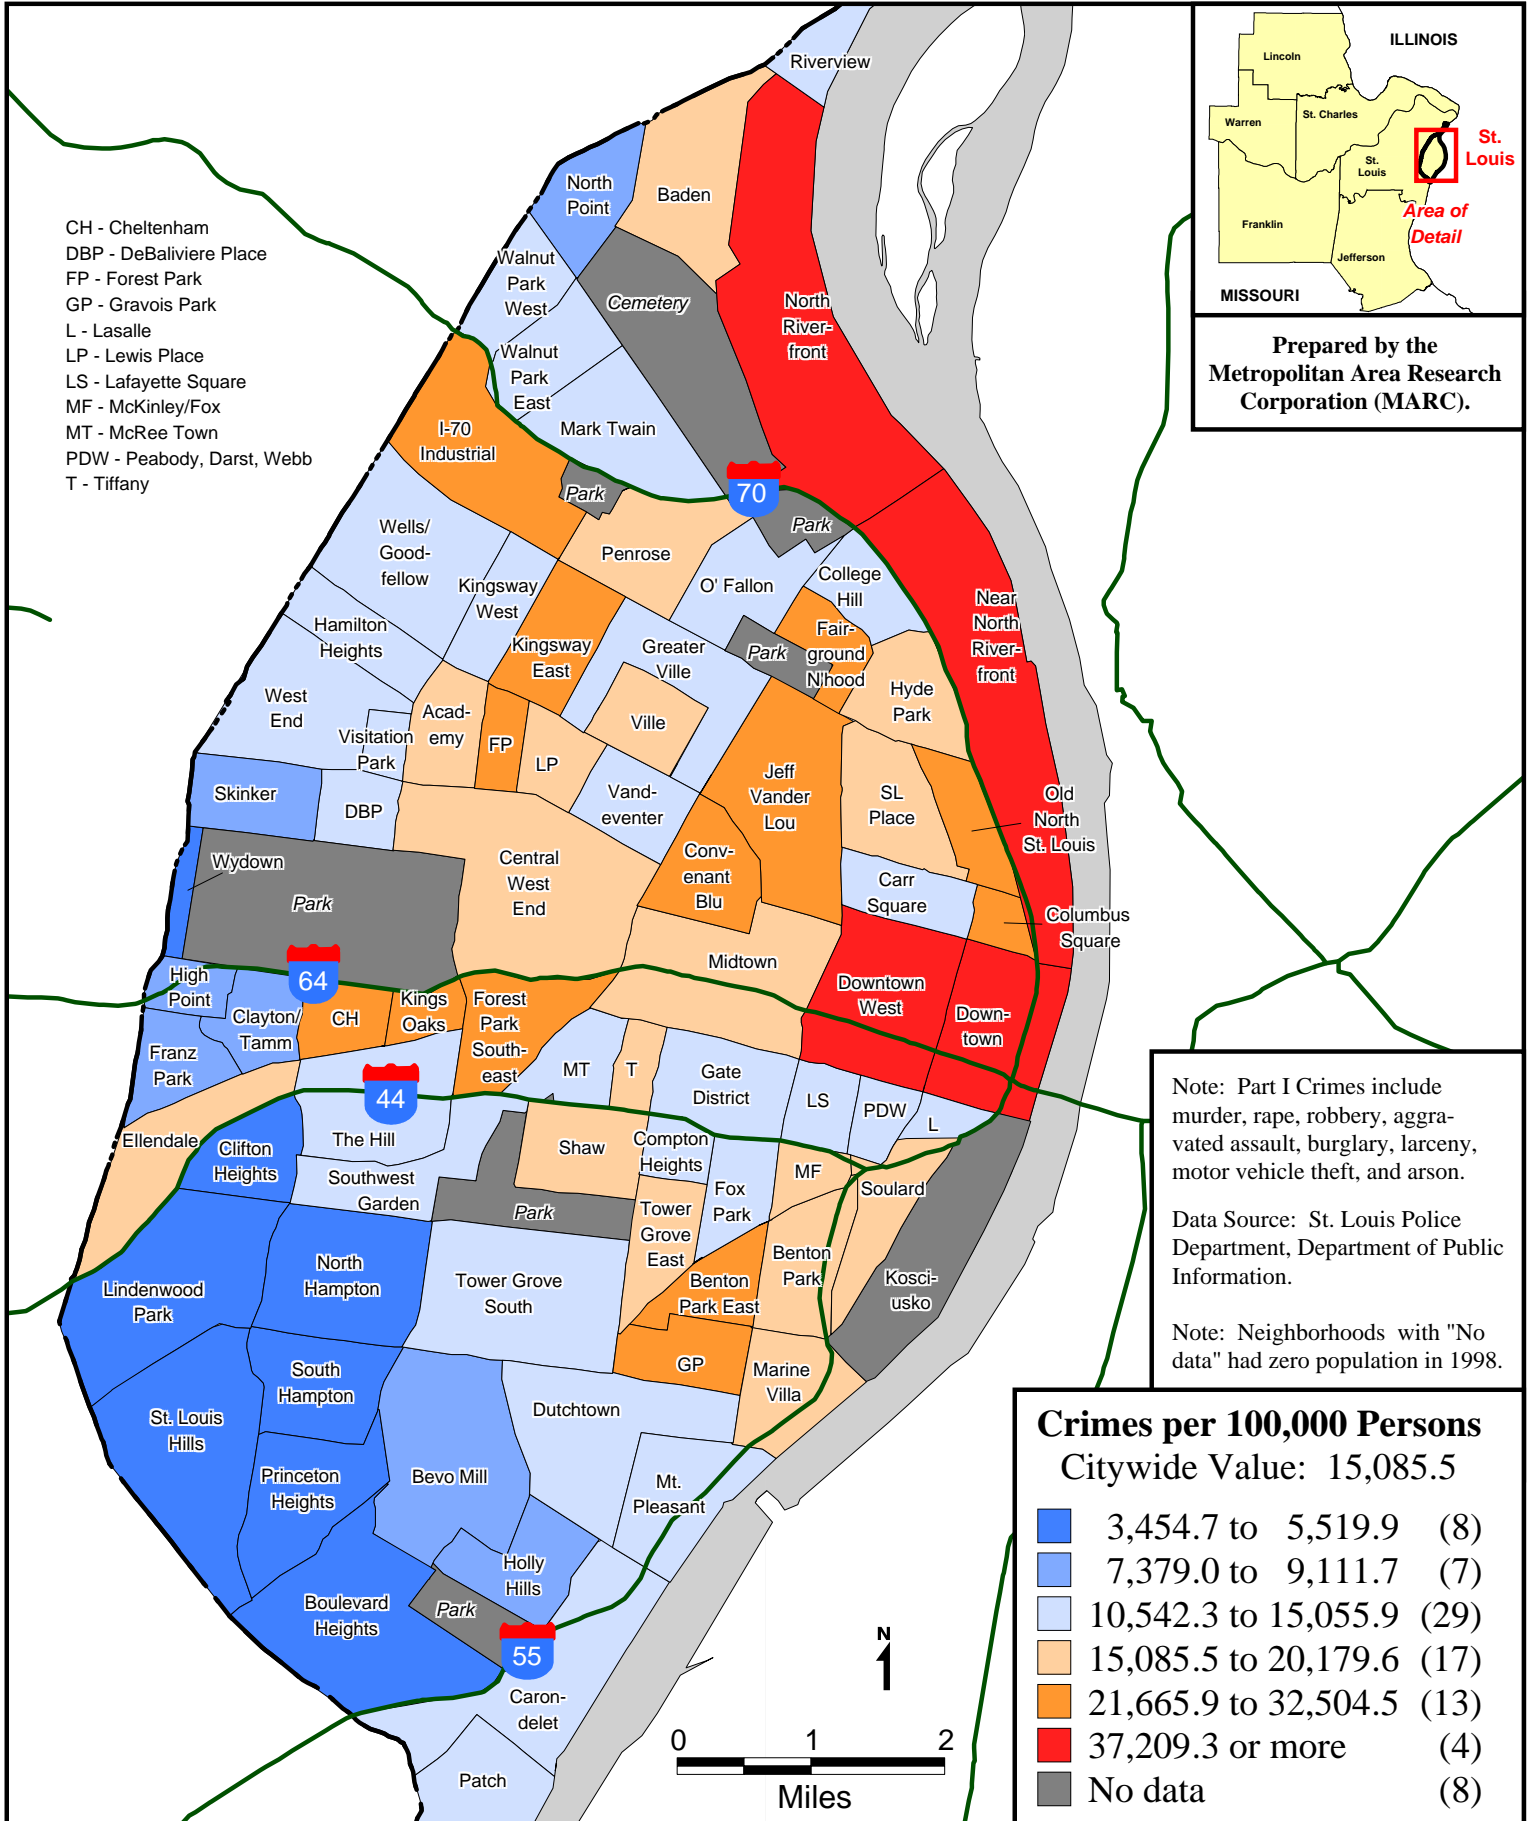 Riverview
North
Point
Baden
Walnut
Park
West
Cemetery
North
River-
front
Walnut
Park
East
Mark Twain
I-70
Industrial
Park
70
Park
CH - Cheltenham
DBP - DeBaliviere Place
FP - Forest Park
GP - Gravois Park
L - Lasalle
LP - Lewis Place
LS - Lafayette Square
MF - McKinley/Fox
MT - McRee Town
PDW - Peabody, Darst, Webb
T - Tiffany
ILLINOIS
Lincoln
Warren
St. Charles
St.
Louis
St.
Louis
Area of
Detail
Franklin
Jefferson
MISSOURI
Prepared by the
Metropolitan Area Research
Corporation (MARC).
Wells/
Good-
fellow
Penrose
Kingsway
West
O' Fallon
College
Hill
Near
North
River-
front
Hamilton
Heights
Kingsway
East
Greater
Ville
Park
Fair-
ground
N'hood
Hyde
Park
West
End
Visitation
Park
Acad-
emy
FP
LP
Ville
Skinker
DBP
Vand-
eventer
Jeff
Vander
Lou
SL
Place
Old
North
St. Louis
Wydown
Park
Central
West
End
Conv-
enant
Blu
Carr
Square
Columbus
Square
High
Point
64
Midtown
Downtown
West
Down-
town
Clayton/
Tamm
CH
Kings
Oaks
Forest
Park
South-
east
Franz
Park
MT
T
Gate
District
LS
PDW
L
44
Ellendale
Clifton
Heights
The Hill
Southwest
Garden
Shaw
Compton
Heights
MF
Soulard
Park
Tower
Grove
East
Fox
Park
Lindenwood
Park
North
Hampton
Tower Grove
South
Benton
Park East
Benton
Park
Kosci-
usko
South
Hampton
GP
Marine
Villa
St. Louis
Hills
Dutchtown
Princeton
Heights
Bevo Mill
Mt.
Pleasant
Holly
Hills
Boulevard
Heights
Park
55
Caron-
delet
Patch
N
0 1 2
Miles
Note: Part I Crimes include
murder, rape, robbery, aggra-
vated assault, burglary, larceny,
motor vehicle theft, and arson.
Data Source: St. Louis Police
Department, Department of Public
Information.
Note: Neighborhoods with "No
data" had zero population in 1998.
Crimes per 100,000 Persons
Citywide Value: 15,085.5
3,454.7 to 5,519.9 (8)
7,379.0 to 9,111.7 (7)
10,542.3 to 15,055.9 (29)
15,085.5 to 20,179.6 (17)
21,665.9 to 32,504.5 (13)
37,209.3 or more (4)
No data (8)